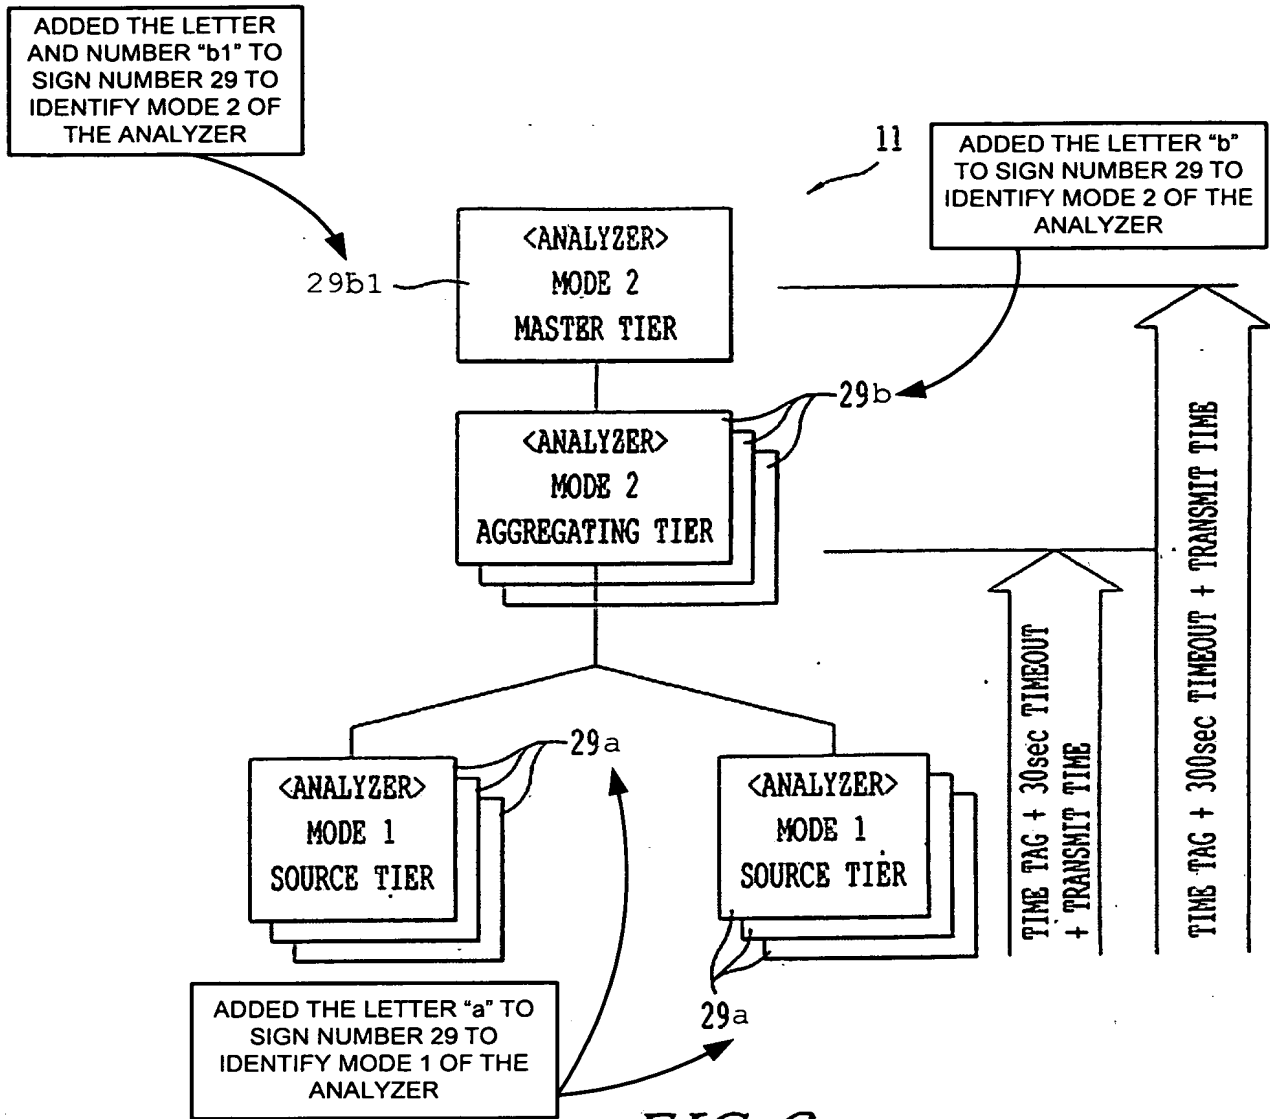 ADDED THE LETTER
AND NUMBER “b1” TO
SIGN NUMBER 29 TO
IDENTIFY MODE 2 OF
THE ANALYZER
11
ADDED THE LETTER “b”
TO SIGN NUMBER 29 TO
IDENTIFY MODE 2 OF THE
ANALYZER
29b1
<ANALYZER>
MODE 2
MASTER TIER
29b
<ANALYZER>
MODE 2
AGGREGATING TIER
29a
<ANALYZER>
MODE 1
SOURCE TIER
<ANALYZER>
MODE 1
SOURCE TIER
29a
TIME TAG + 30sec TIMEOUT
+ TRANSMIT TIME
TIME TAG + 300sec TIMEOUT + TRANSMIT TIME
ADDED THE LETTER “a” TO
SIGN NUMBER 29 TO
IDENTIFY MODE 1 OF THE
ANALYZER